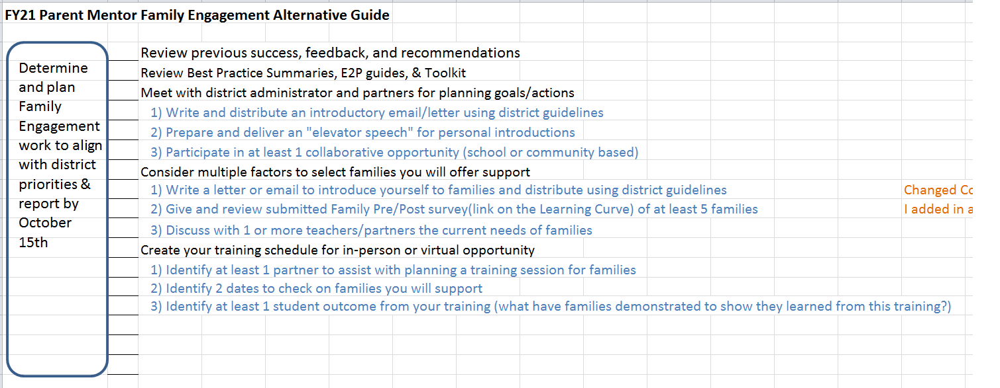 FY21 Parent Mentor Family Engagement Alternative Guide
Determine
and plan
Family
Engagement
work to align
with district
priorities &
report by
October
15th
Review previous success, feedback, and recommendations
Review Best Practice Summaries, E2P guides, & Toolkit
Meet with district administrator and partners for planning goals/actions
1) Write and distribute an introductory email/letter using district guidelines
2) Prepare and deliver an "elevator speech" for personal introductions
3) Participate in at least 1 collaborative opportunity (school or community based)
Consider multiple factors to select families you will offer support
1) Write a letter or email to introduce yourself to families and distribute using district guidelines
Changed
2) Give and review submitted Family Pre/Post survey(link on the Learning Curve) of at least 5 families
I added in
3) Discuss with 1 or more teachers/partners the current needs of families
Create your training schedule for in-person or virtual opportunity
1) Identify at least 1 partner to assist with planning a training session for families
2) Identify 2 dates to check on families you will support
3) Identify at least 1 student outcome from your training (what have families demonstrated to show they learned from this training?)